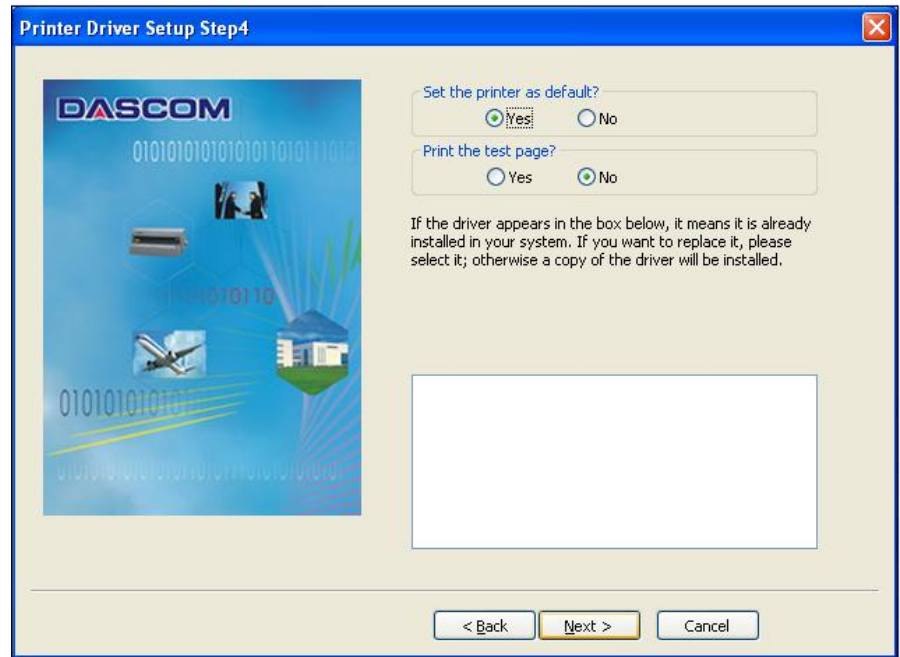 Printer Driver Setup Step4
DASCOM
Set the printer as default?
Yes No
Print the test page?
Yes No
If the driver appears in the box below, it means it is already
installed in your system. If you want to replace it, please
select it; otherwise a copy of the driver will be installed.
< Back Next > Cancel